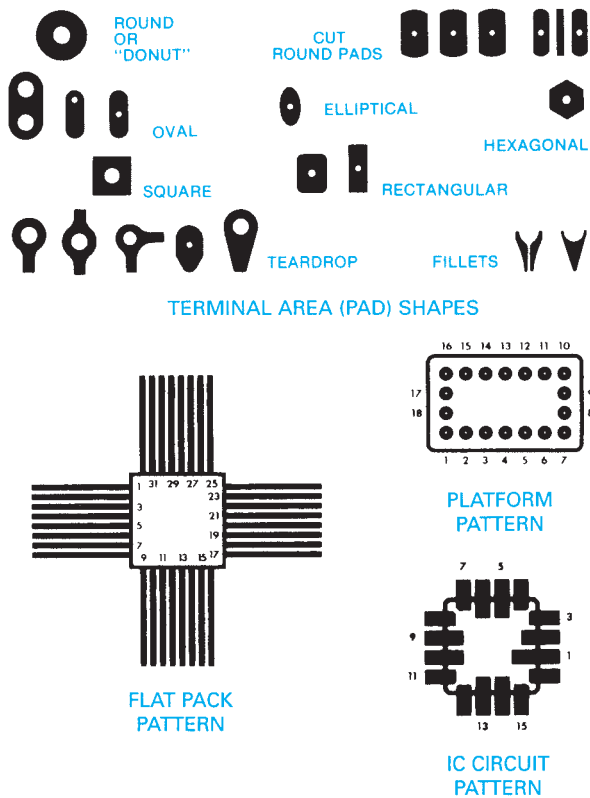 ROUND
OR
"DONUT"
CUT
ROUND PADS
OVAL
ELLIPTICAL
HEXAGONAL
SQUARE
RECTANGULAR
TEARDROP
FILLETS
TERMINAL AREA (PAD) SHAPES
16 15 14 13 12 11 10
17
18
9
8
1 2 3 4 5 6 7
PLATFORM
PATTERN
1 31 29 27 25
23
3
21
5
19
7
17
9 11 13 15
FLAT PACK
PATTERN
7 5
3
9
1
11
13 15
IC CIRCUIT
PATTERN